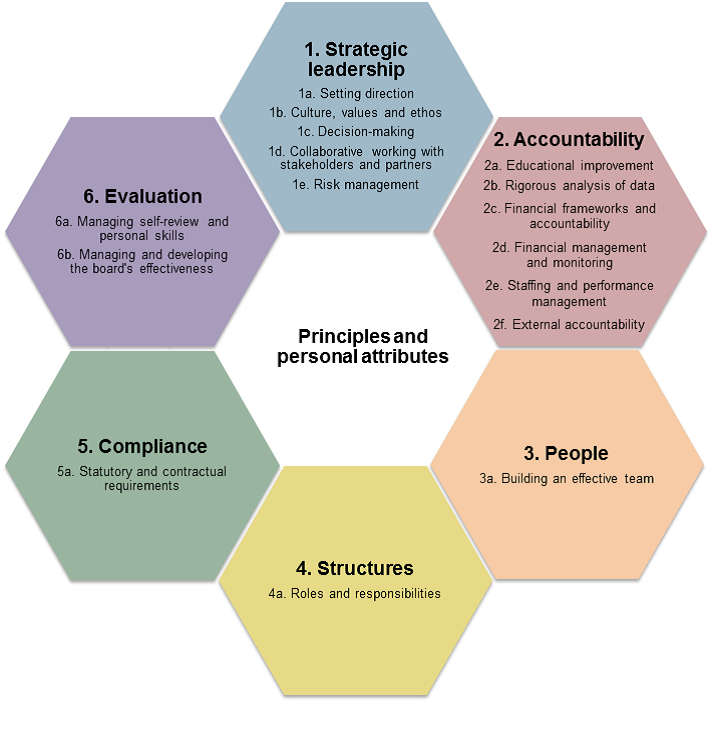 1. Strategic
leadership
1a. Setting direction
1b. Culture, values and ethos
1c. Decision-making
1d. Collaborative working with
stakeholders and partners
1e. Risk management
2. Accountability
2a. Educational improvement
2b. Rigorous analysis of data
2c. Financial frameworks and
accountability
2d. Financial management
and monitoring
2e. Staffing and performance
management
2f. External accountability
3. People
3a. Building an effective team
4. Structures
4a. Roles and responsibilities
5. Compliance
5a. Statutory and contractual
requirements
6. Evaluation
6a. Managing self-review and
personal skills
6b. Managing and developing
the board's effectiveness
Principles and
personal attributes